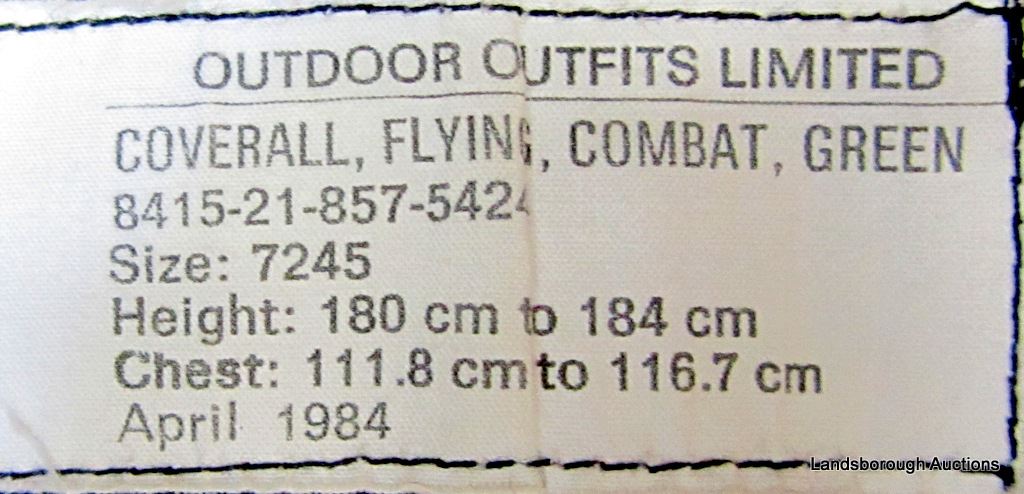 OUTDOOR OUTFITS LIMITED
COVERALL, FLYING, COMBAT, GREEN
8415-21-857-5424
Size: 7245
Height: 180 cm to 184 cm
Chest: 111.8 cm to 116.7 cm
April 1984
Landsborough Auctions